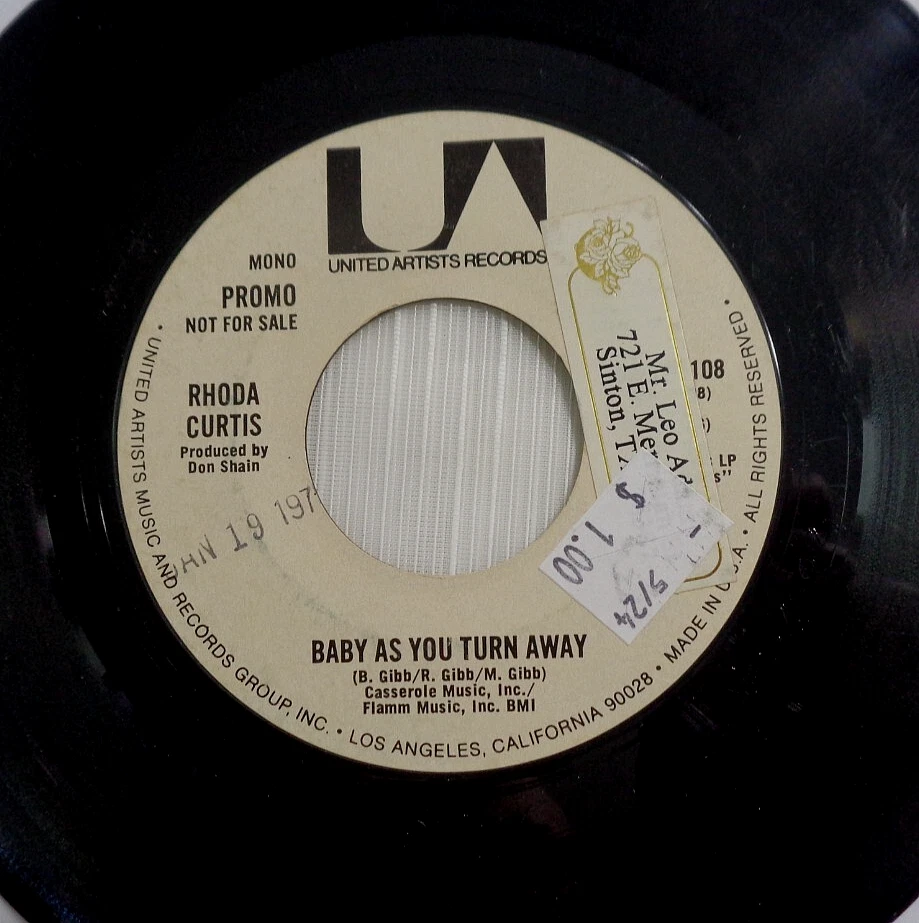 UA
UNITED ARTISTS RECORDS
MONO
PROMO
NOT FOR SALE
RHODA
CURTIS
Produced by
Don Shain
108
8)
LP
s"
JAN 19 197
Mr. Leo
721 E.
Sinton,
$ 1.00
5/24
BABY AS YOU TURN AWAY
(B. Gibb/R. Gibb/M. Gibb)
Casserole Music, Inc./
Flamm Music, Inc. BMI
• UNITED ARTISTS MUSIC AND RECORDS GROUP, INC. • LOS ANGELES, CALIFORNIA 90028 • MADE IN U.S.A. • ALL RIGHTS RESERVED •